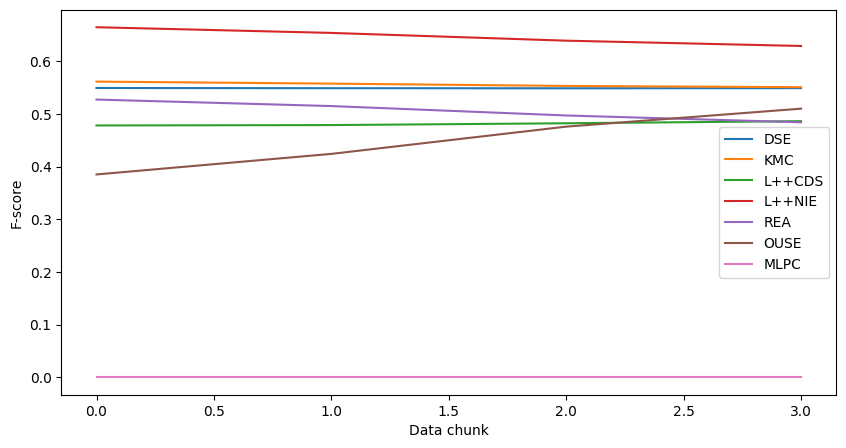 F-score
0.6
0.5
0.4
0.3
0.2
0.1
0.0
DSE
KMC
L++CDS
L++NIE
REA
OUSE
MLPC
0.0 0.5 1.0 1.5 2.0 2.5 3.0
Data chunk